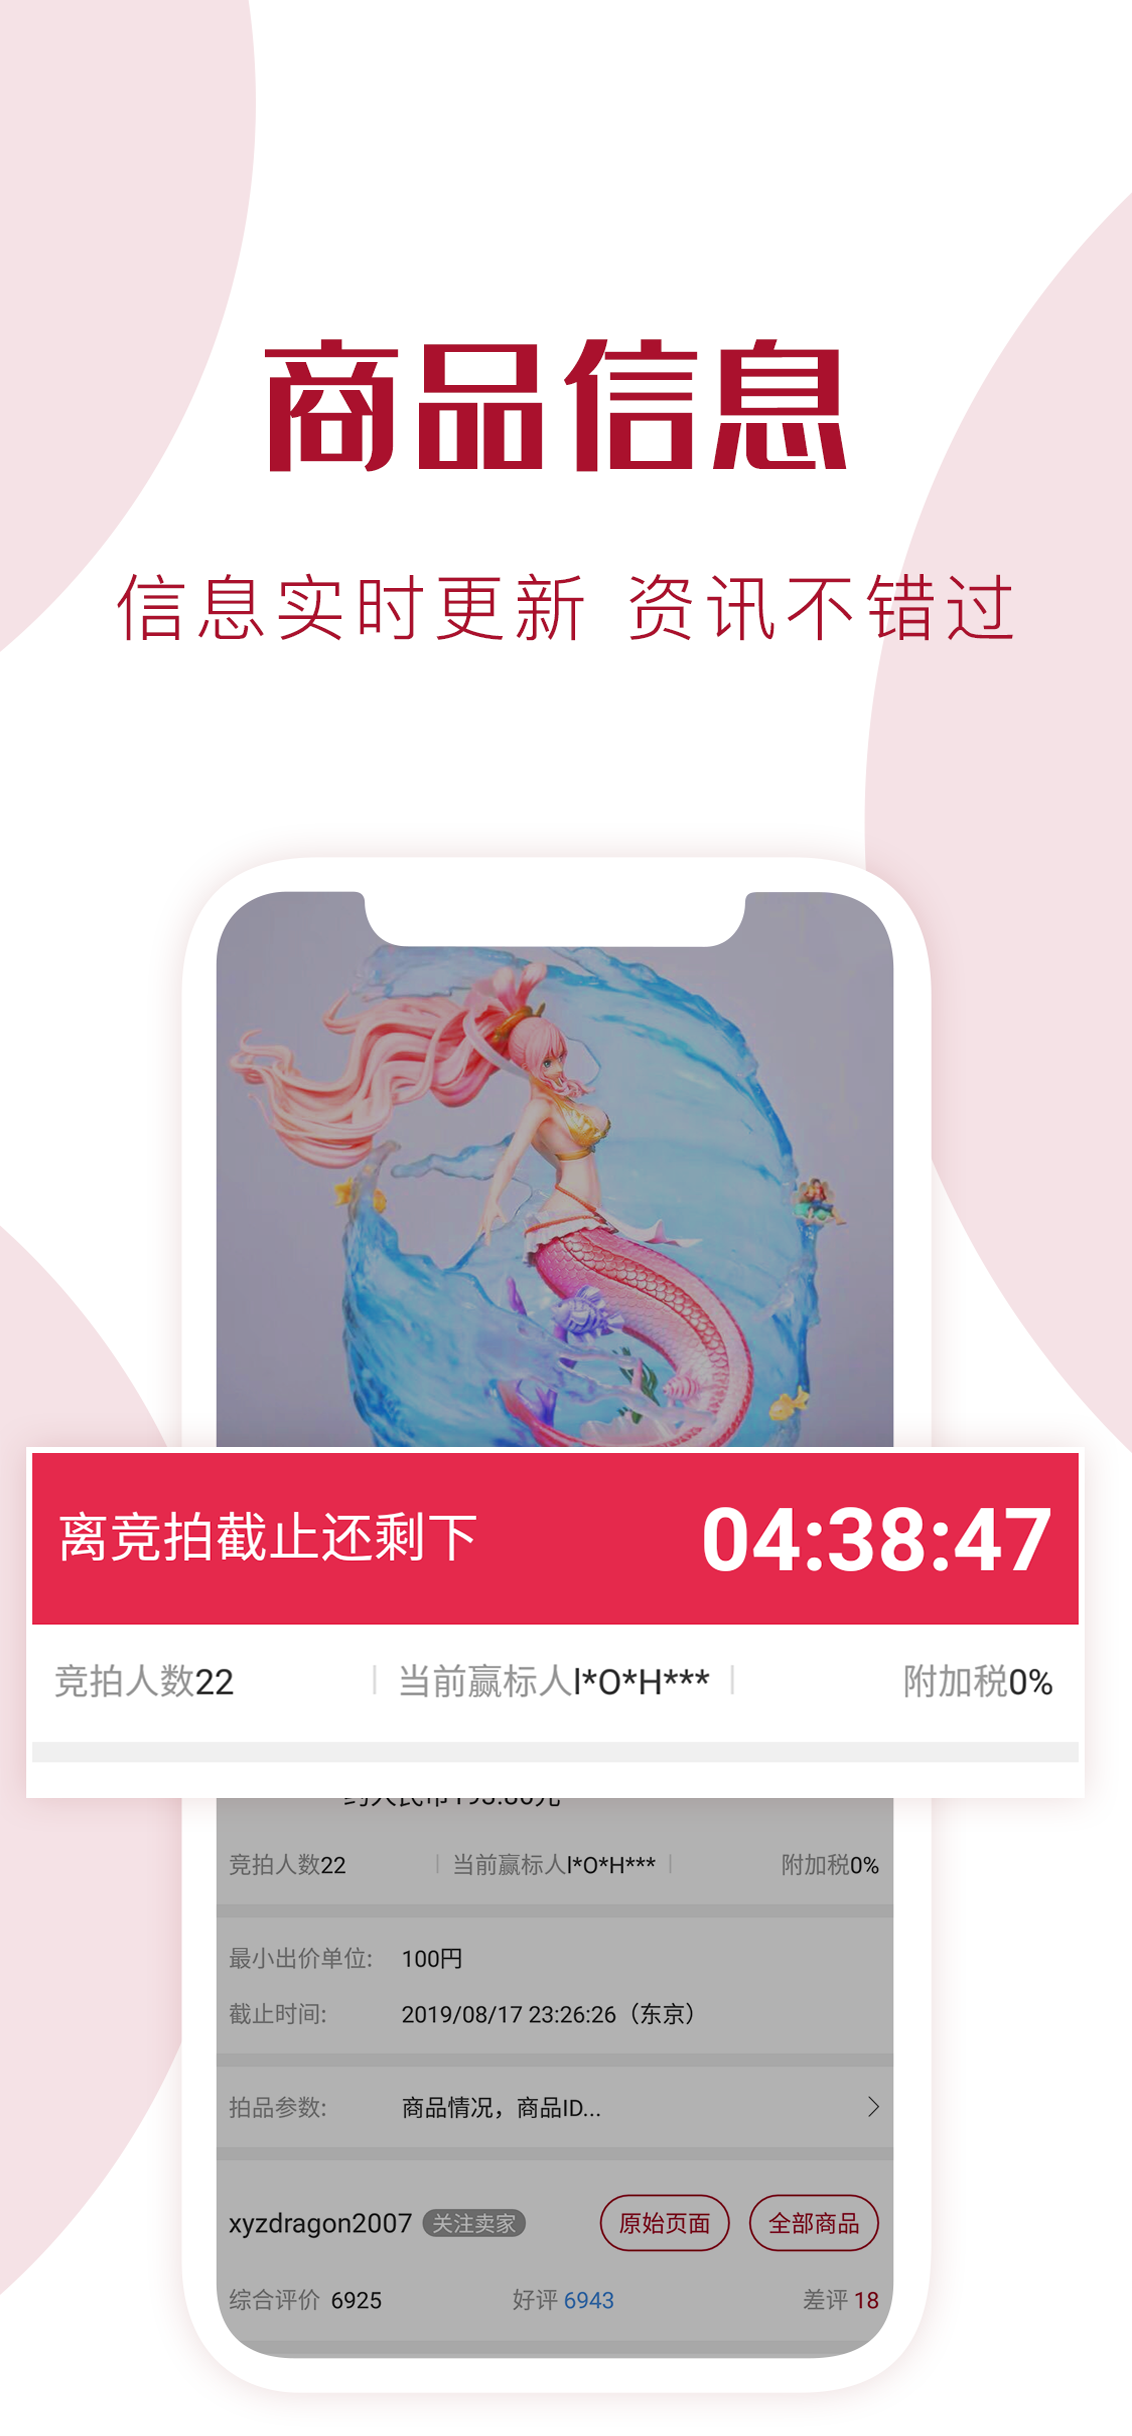 商品信息
信息实时更新 资讯不错过
离竞拍截止还剩下 04:38:47
竞拍人数22 当前赢标人l*O*H*** 附加税0%
竞拍人数22 当前赢标人l*O*H*** 附加税0%
最小出价单位: 100円
截止时间: 2019/08/17 23:26:26（东京）
拍品参数: 商品情况，商品ID...
xyzdragon2007 关注卖家 原始页面 全部商品
综合评价 6925 好评 6943 差评 18